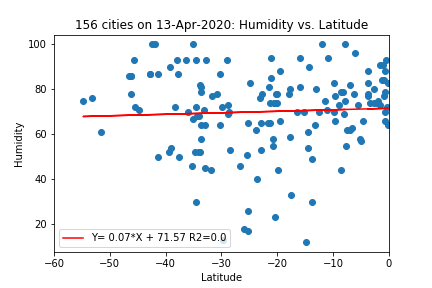 156 cities on 13-Apr-2020: Humidity vs. Latitude
100
80
60
40
20
Humidity
Y= 0.07*X + 71.57 R2=0.0
−60 −50 −40 −30 −20 −10 0
Latitude